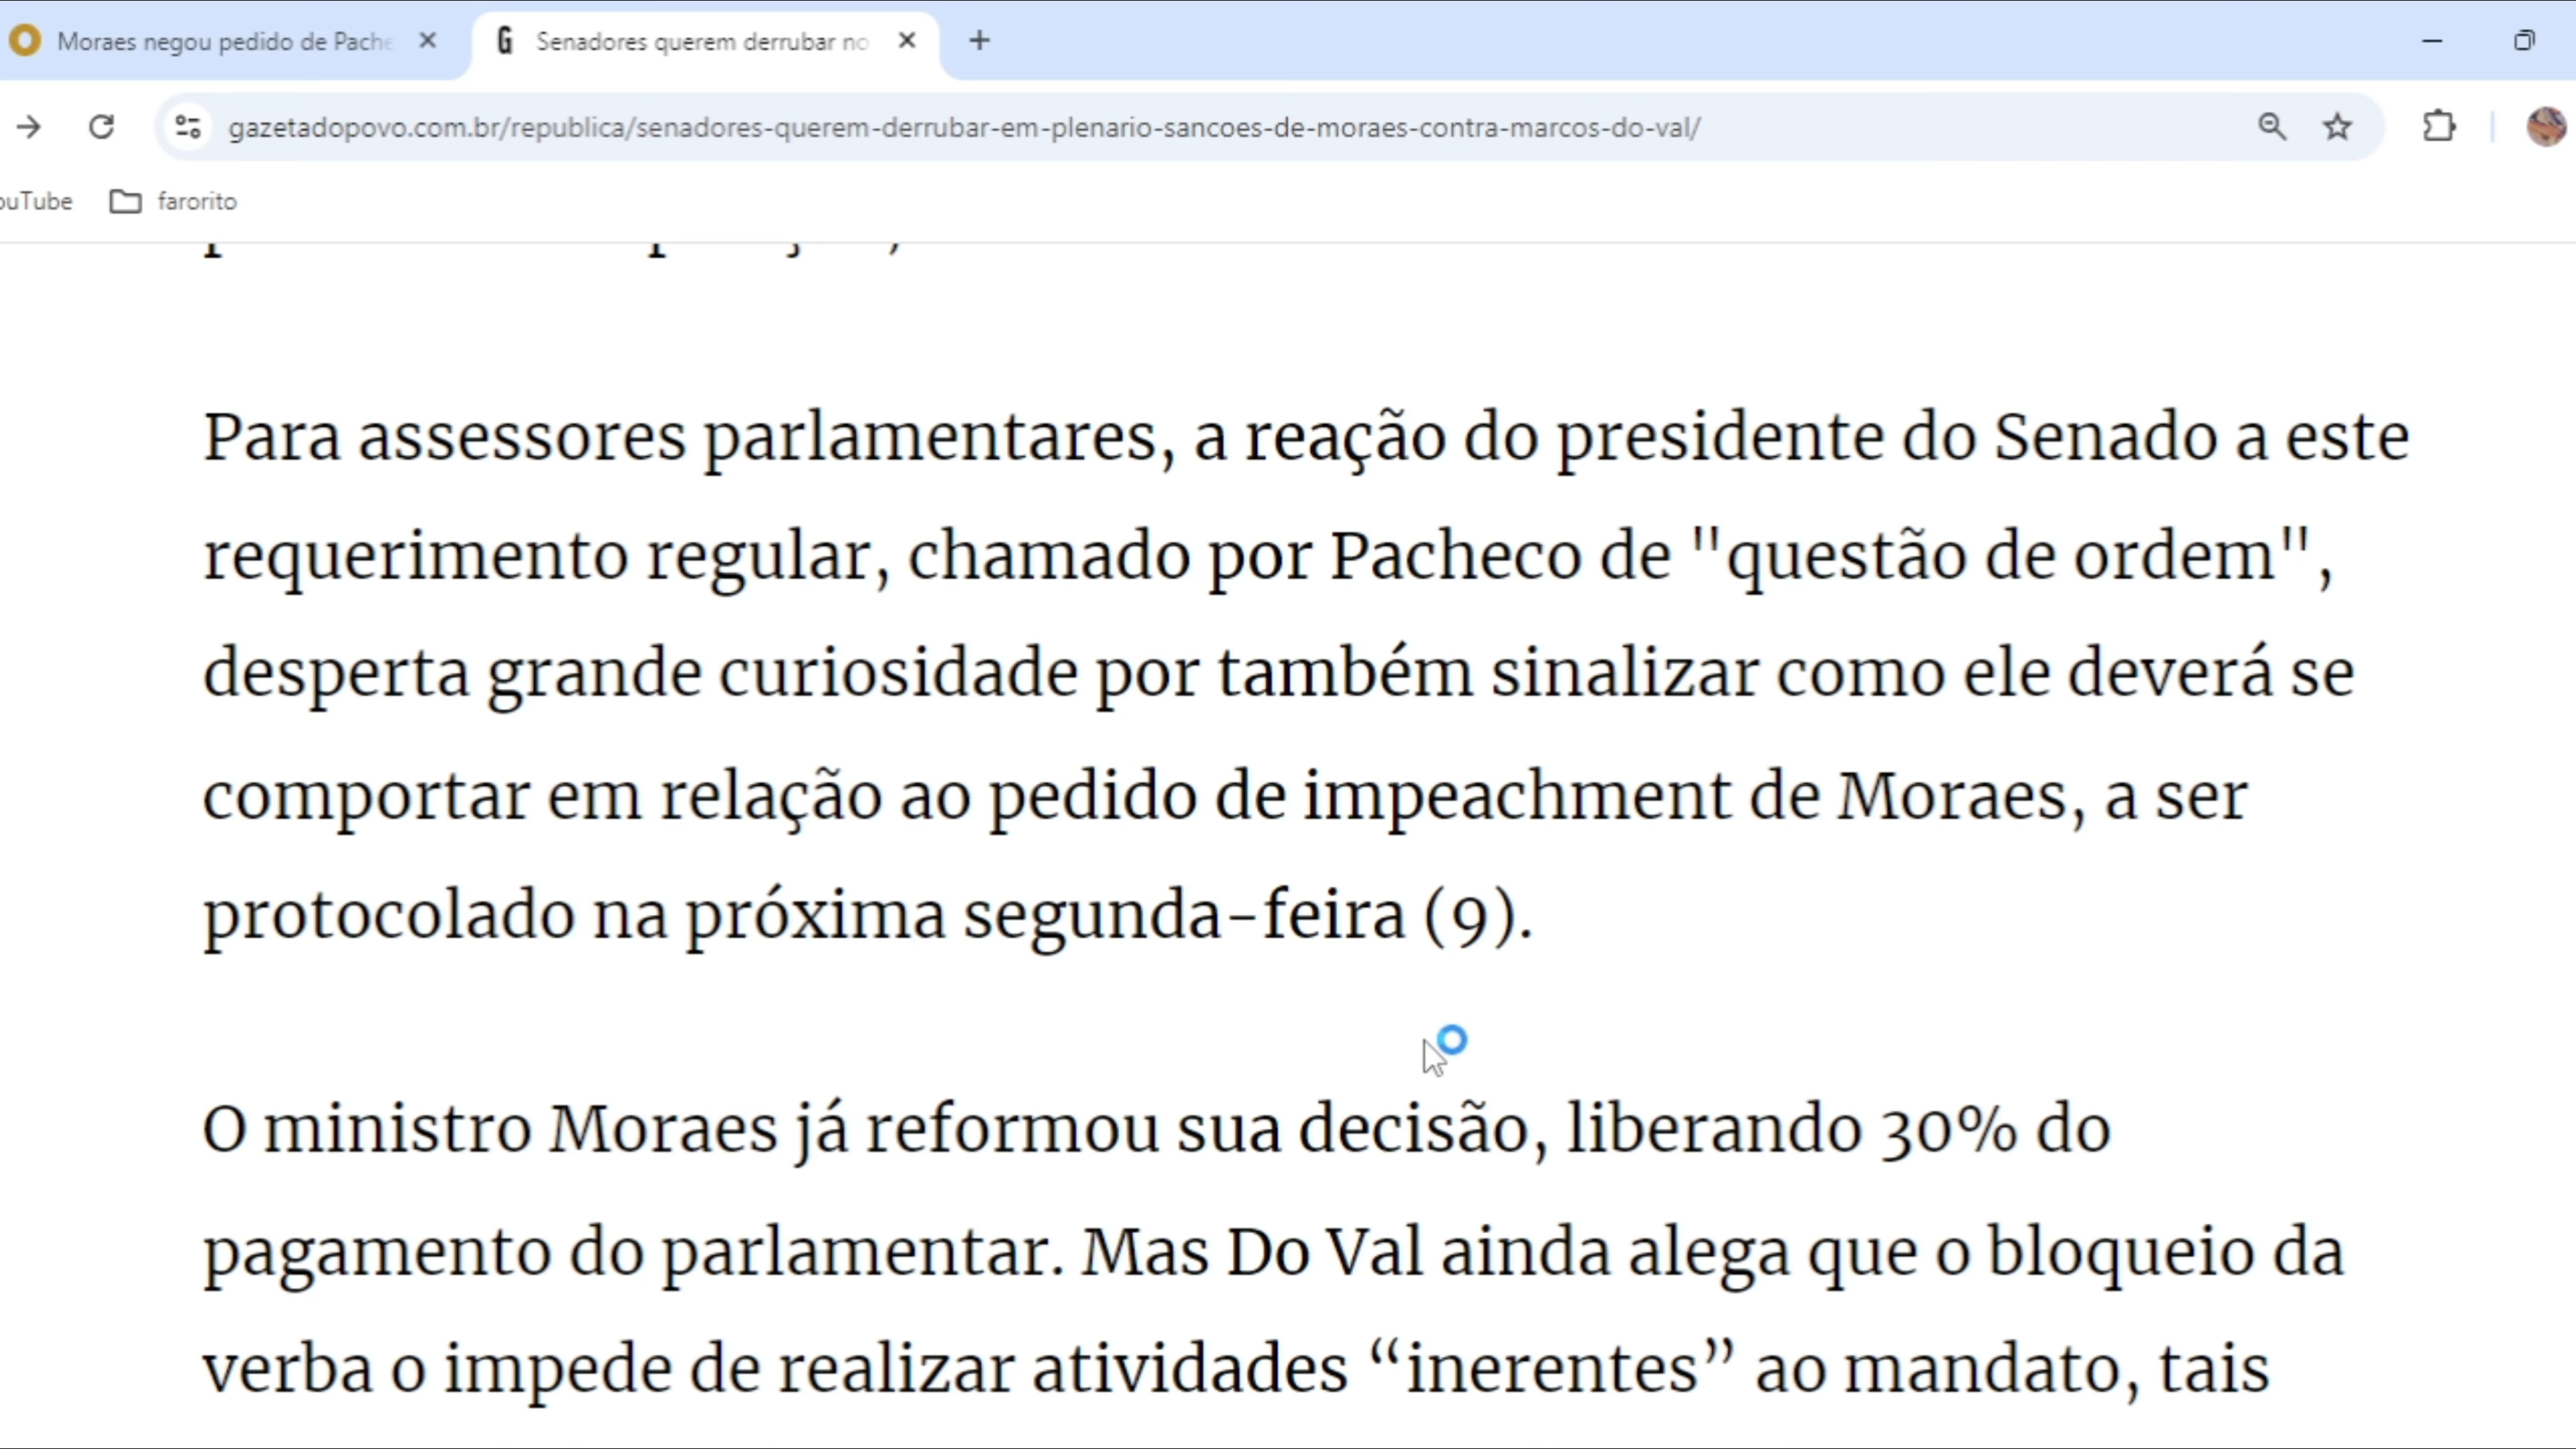 Moraes negou pedido de Pache
Senadores querem derrubar no
gazetadopovo.com.br/republica/senadores-querem-derrubar-em-plenario-sancoes-de-moraes-contra-marcos-do-val/
ouTube
farorito
Para assessores parlamentares, a reação do presidente do Senado a este
requerimento regular, chamado por Pacheco de "questão de ordem",
desperta grande curiosidade por também sinalizar como ele deverá se
comportar em relação ao pedido de impeachment de Moraes, a ser
protocolado na próxima segunda-feira (9).
O ministro Moraes já reformou sua decisão, liberando 30% do
pagamento do parlamentar. Mas Do Val ainda alega que o bloqueio da
verba o impede de realizar atividades “inerentes” ao mandato, tais